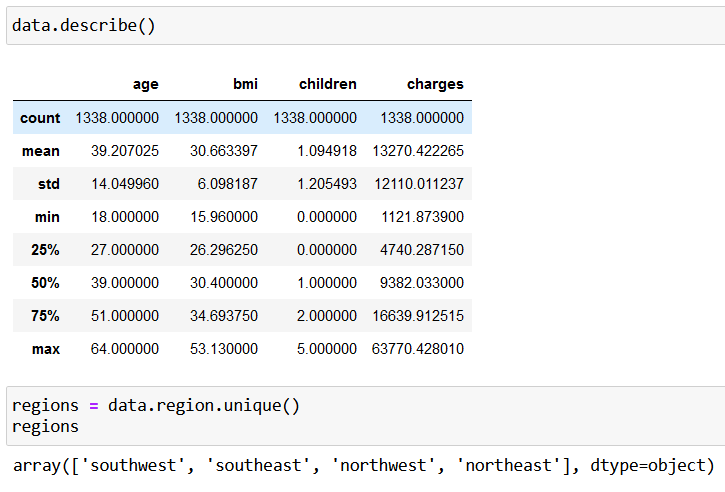 data.describe()
age bmi children charges
count 1338.000000 1338.000000 1338.000000 1338.000000
mean 39.207025 30.663397 1.094918 13270.422265
std 14.049960 6.098187 1.205493 12110.011237
min 18.000000 15.960000 0.000000 1121.873900
25% 27.000000 26.296250 0.000000 4740.287150
50% 39.000000 30.400000 1.000000 9382.033000
75% 51.000000 34.693750 2.000000 16639.912515
max 64.000000 53.130000 5.000000 63770.428010
regions = data.region.unique()
regions
array(['southwest', 'southeast', 'northwest', 'northeast'], dtype=object)